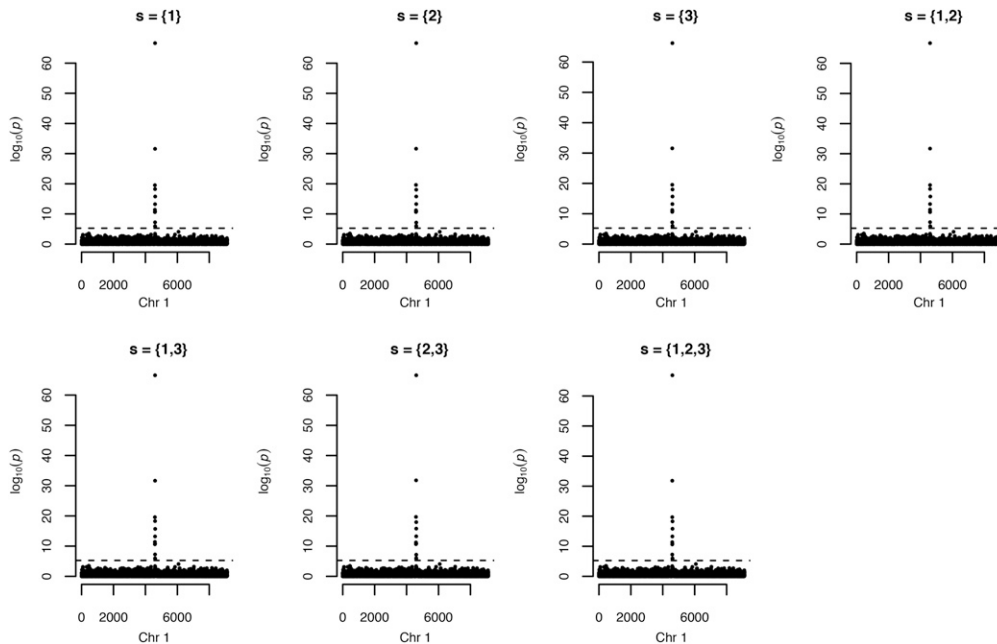 s = {1}
log₁₀(p)
0 10 20 30 40 50 60
0 2000 6000
Chr 1
s = {2}
log₁₀(p)
0 10 20 30 40 50 60
0 2000 6000
Chr 1
s = {3}
log₁₀(p)
0 10 20 30 40 50 60
0 2000 6000
Chr 1
s = {1,2}
log₁₀(p)
0 10 20 30 40 50 60
0 2000 6000
Chr 1
s = {1,3}
log₁₀(p)
0 10 20 30 40 50 60
0 2000 6000
Chr 1
s = {2,3}
log₁₀(p)
0 10 20 30 40 50 60
0 2000 6000
Chr 1
s = {1,2,3}
log₁₀(p)
0 10 20 30 40 50 60
0 2000 6000
Chr 1